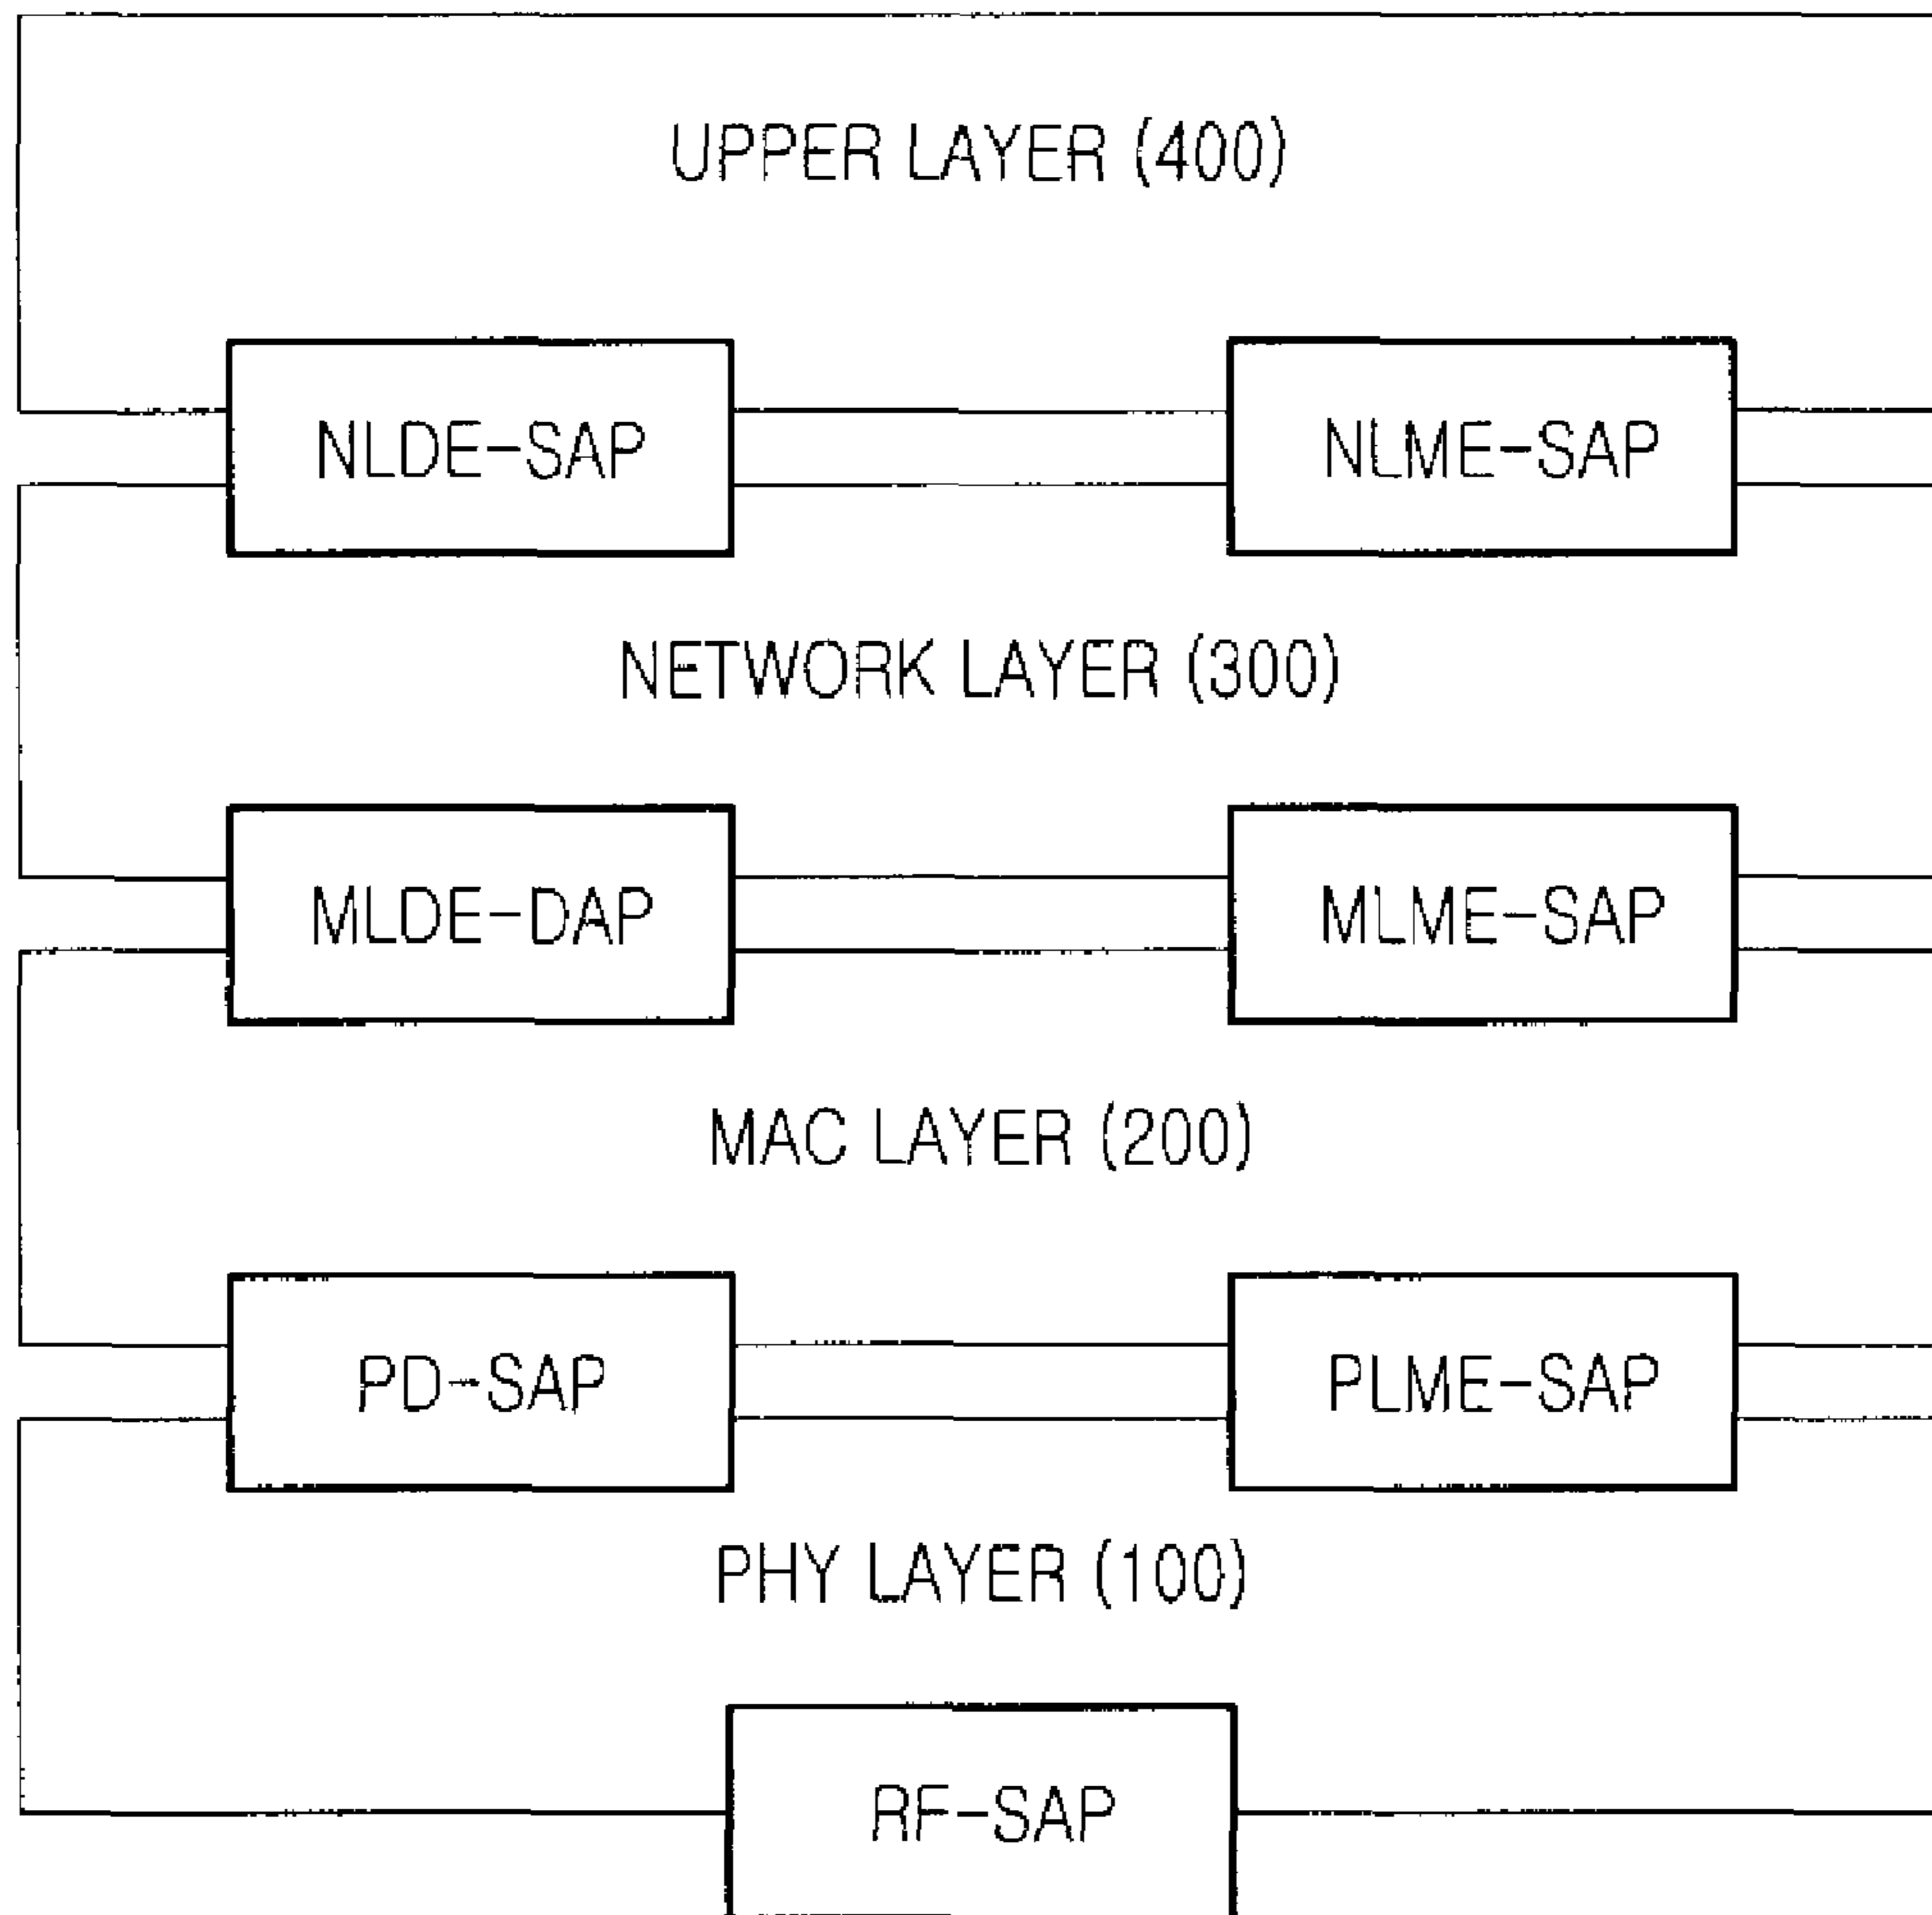 UPPER LAYER (400)
NLDE-SAP NLME-SAP
NETWORK LAYER (300)
MLDE-DAP MLME-SAP
MAC LAYER (200)
PD-SAP PLME-SAP
PHY LAYER (100)
RF-SAP